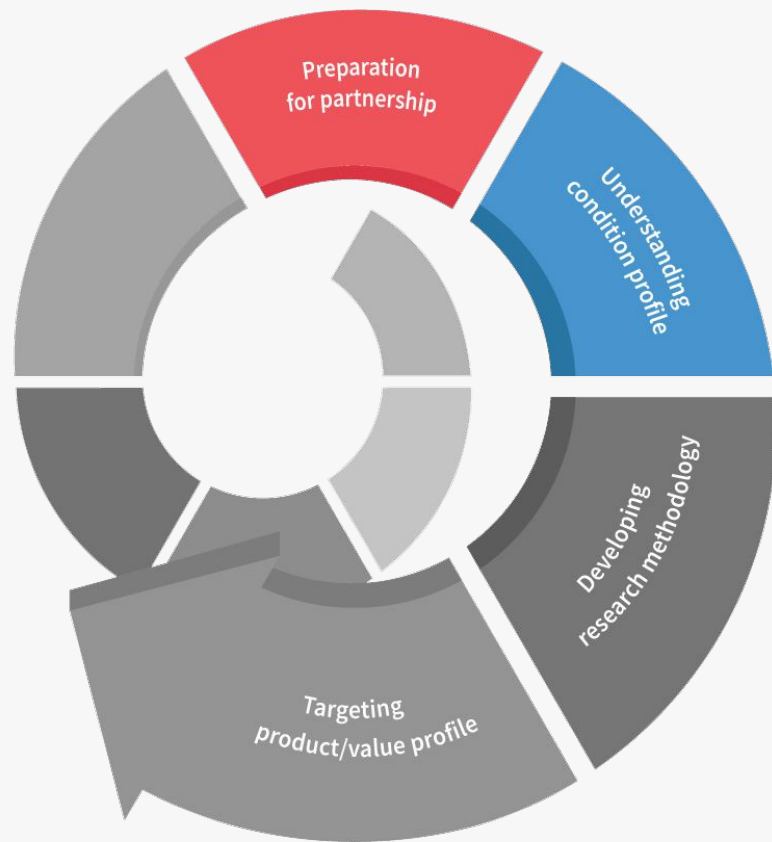 Preparation
for partnership
Understanding
condition profile
Developing
research methodology
Targeting
product/value profile